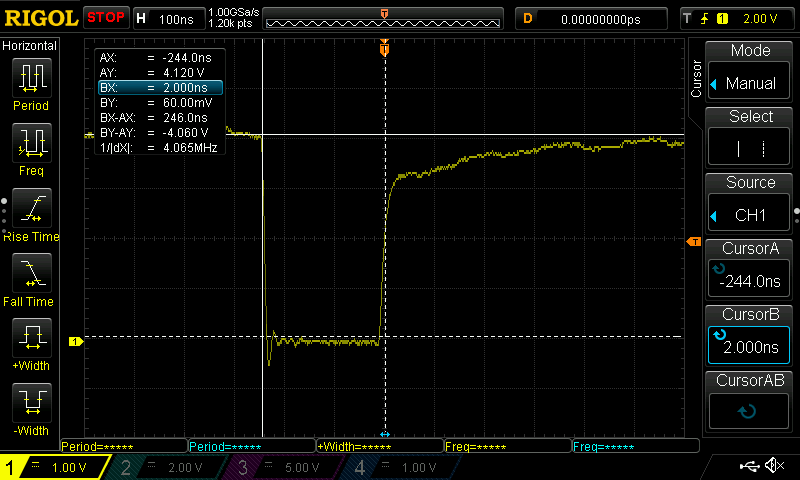 RIGOL STOP H 100ns 1.00GSa/s 1.20k pts T D 0.00000000ps T 1 2.00 V
Horizontal
Period
Freq
Rise Time
Fall Time
+Width
-Width
AX: = -244.0ns
AY: = 4.120 V
BX: = 2.000ns
BY: = 60.00mV
BX-AX: = 246.0ns
BY-AY: = -4.060 V
1/|dX|: = 4.065MHz
T
T
1
Cursor
Mode
Manual
Select
Source
CH1
CursorA
-244.0ns
CursorB
2.000ns
CursorAB
Period=***** Period=***** +Width=***** Freq=***** Freq=*****
1 = 1.00 V 2 = 2.00 V 3 = 5.00 V 4 = 1.00 V